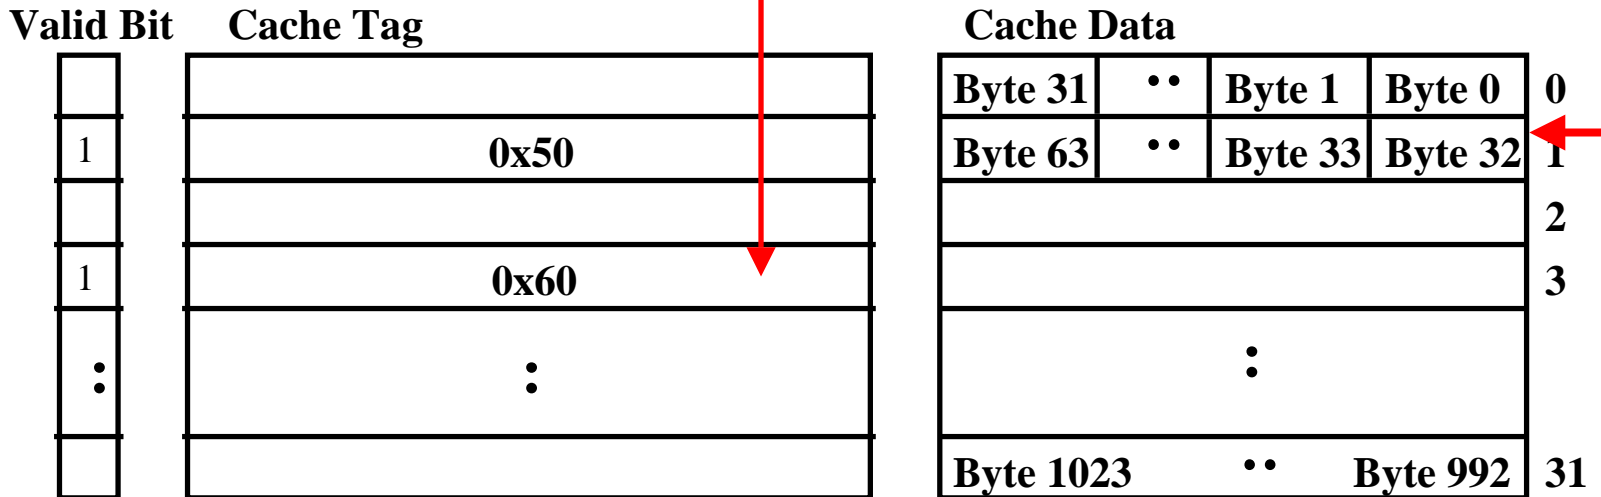 Valid Bit Cache Tag Cache Data
Byte 31 •• Byte 1 Byte 0 0
1 0x50 Byte 63 •• Byte 33 Byte 32 1
2
1 0x60 3
: : :
Byte 1023 •• Byte 992 31